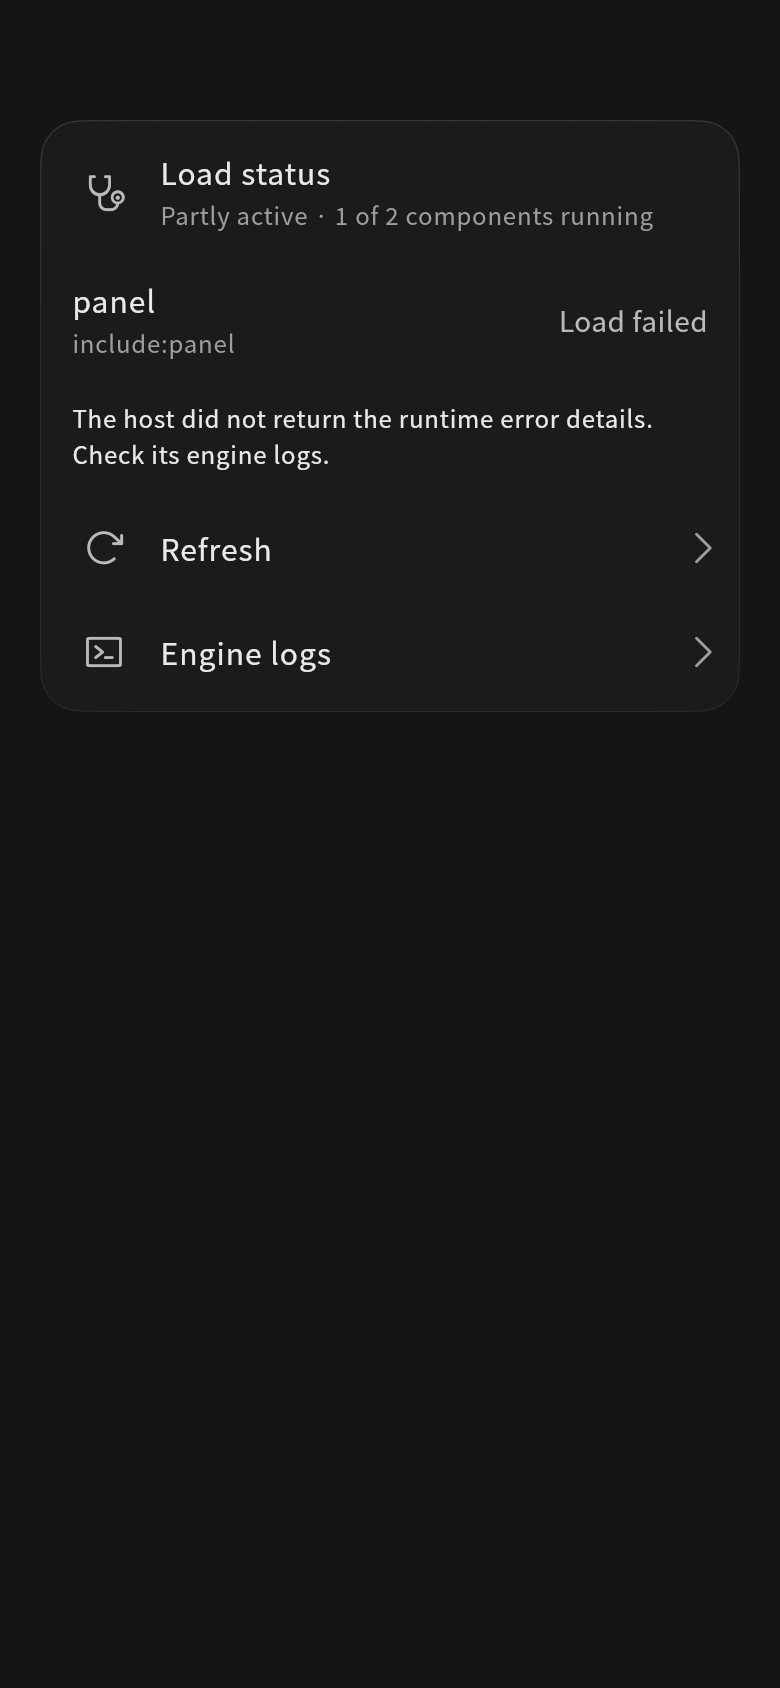 Load status
Partly active · 1 of 2 components running
panel
include:panel
Load failed
The host did not return the runtime error details.
Check its engine logs.
Refresh
Engine logs